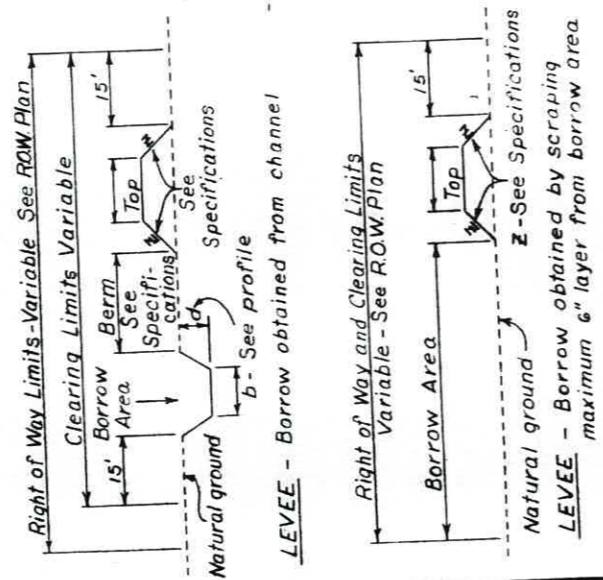 Right of Way Limits-Variable See R.O.W. Plan
Clearing Limits Variable
15'
Borrow
Area
Berm
See
Specifi-
cations
Top
15'
z
z
See
Specifications
d
b - See profile
Natural ground
LEVEE - Borrow obtained from channel
Right of Way and Clearing Limits
Variable - See R.O.W. Plan
Borrow Area
Top
15'
z
z
Z - See Specifications
Natural ground
LEVEE - Borrow obtained by scraping
maximum 6" layer from borrow area